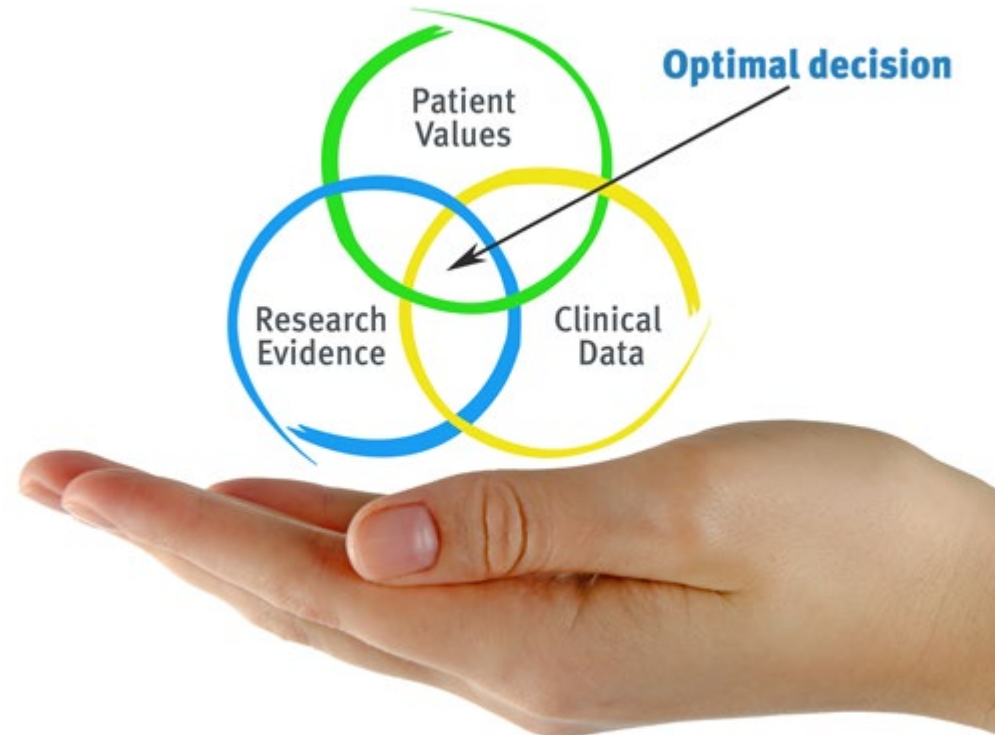 Optimal decision
Patient
Values
Research
Evidence
Clinical
Data